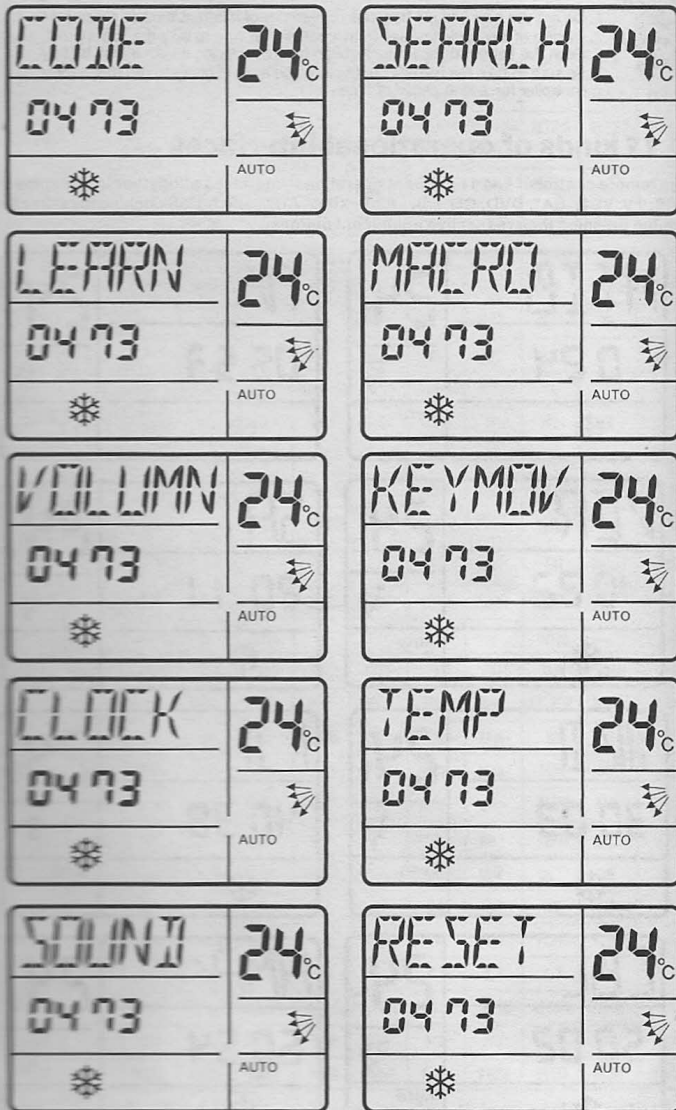 CODE 24°C
0473
AUTO
SEARCH 24°C
0473
AUTO
LEARN 24°C
0473
AUTO
MACRO 24°C
0473
AUTO
VOLUMN 24°C
0473
AUTO
KEYMOV 24°C
0473
AUTO
CLOCK 24°C
0473
AUTO
TEMP 24°C
0473
AUTO
SOUND 24°C
0473
AUTO
RESET 24°C
0473
AUTO